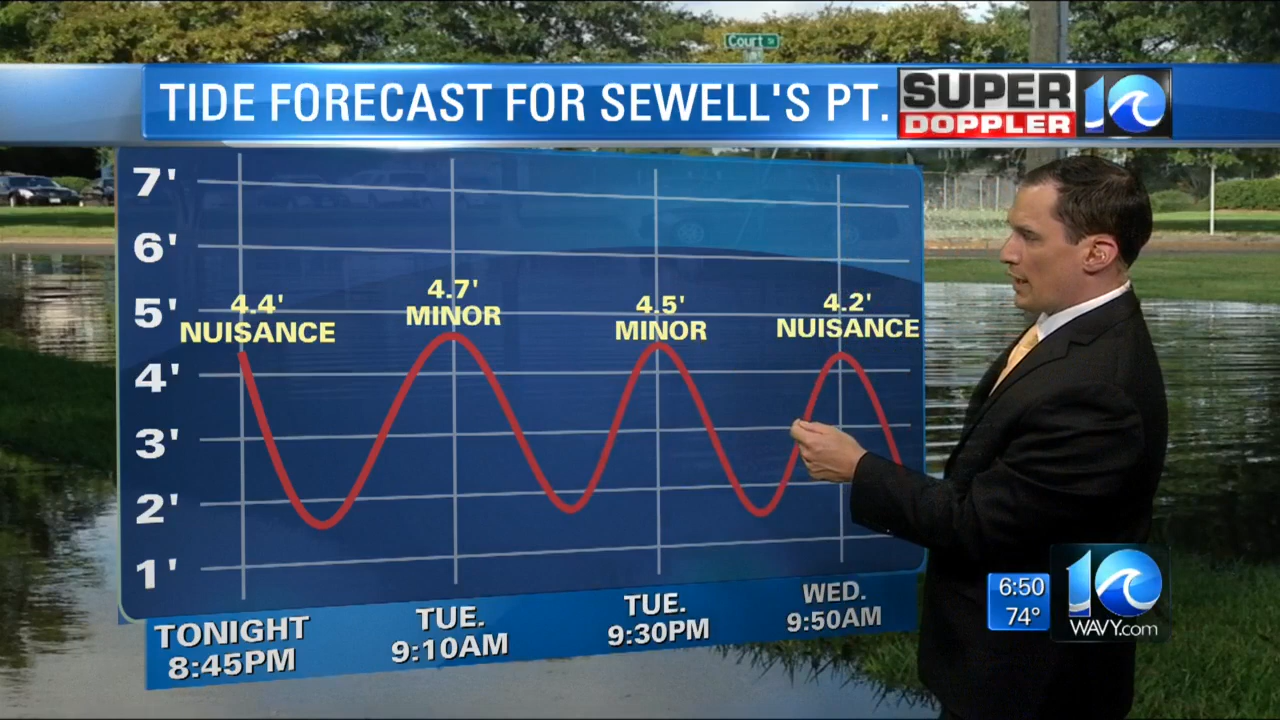 Court St
TIDE FORECAST FOR SEWELL'S PT.
SUPER
DOPPLER
10
7'
6'
5'
4'
3'
2'
1'
4.4'
NUISANCE
4.7'
MINOR
4.5'
MINOR
4.2'
NUISANCE
TONIGHT
8:45PM
TUE.
9:10AM
TUE.
9:30PM
WED.
9:50AM
6:50
74°
10
WAVY.com